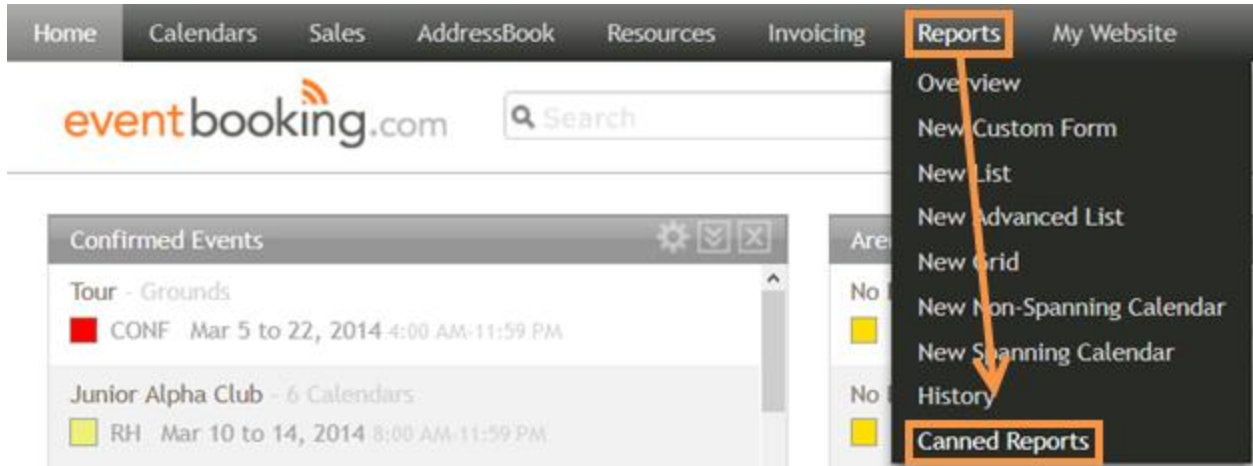 Home Calendars Sales AddressBook Resources Invoicing Reports My Website
eventbooking.com
Search
Overview
New Custom Form
New List
New Advanced List
New Grid
New Non-Spanning Calendar
New Spanning Calendar
History
Canned Reports
Confirmed Events
Tour - Grounds
CONF Mar 5 to 22, 2014 4:00 AM-11:59 PM
Junior Alpha Club - 6 Calendars
RH Mar 10 to 14, 2014 8:00 AM-11:59 PM
Are
No
No